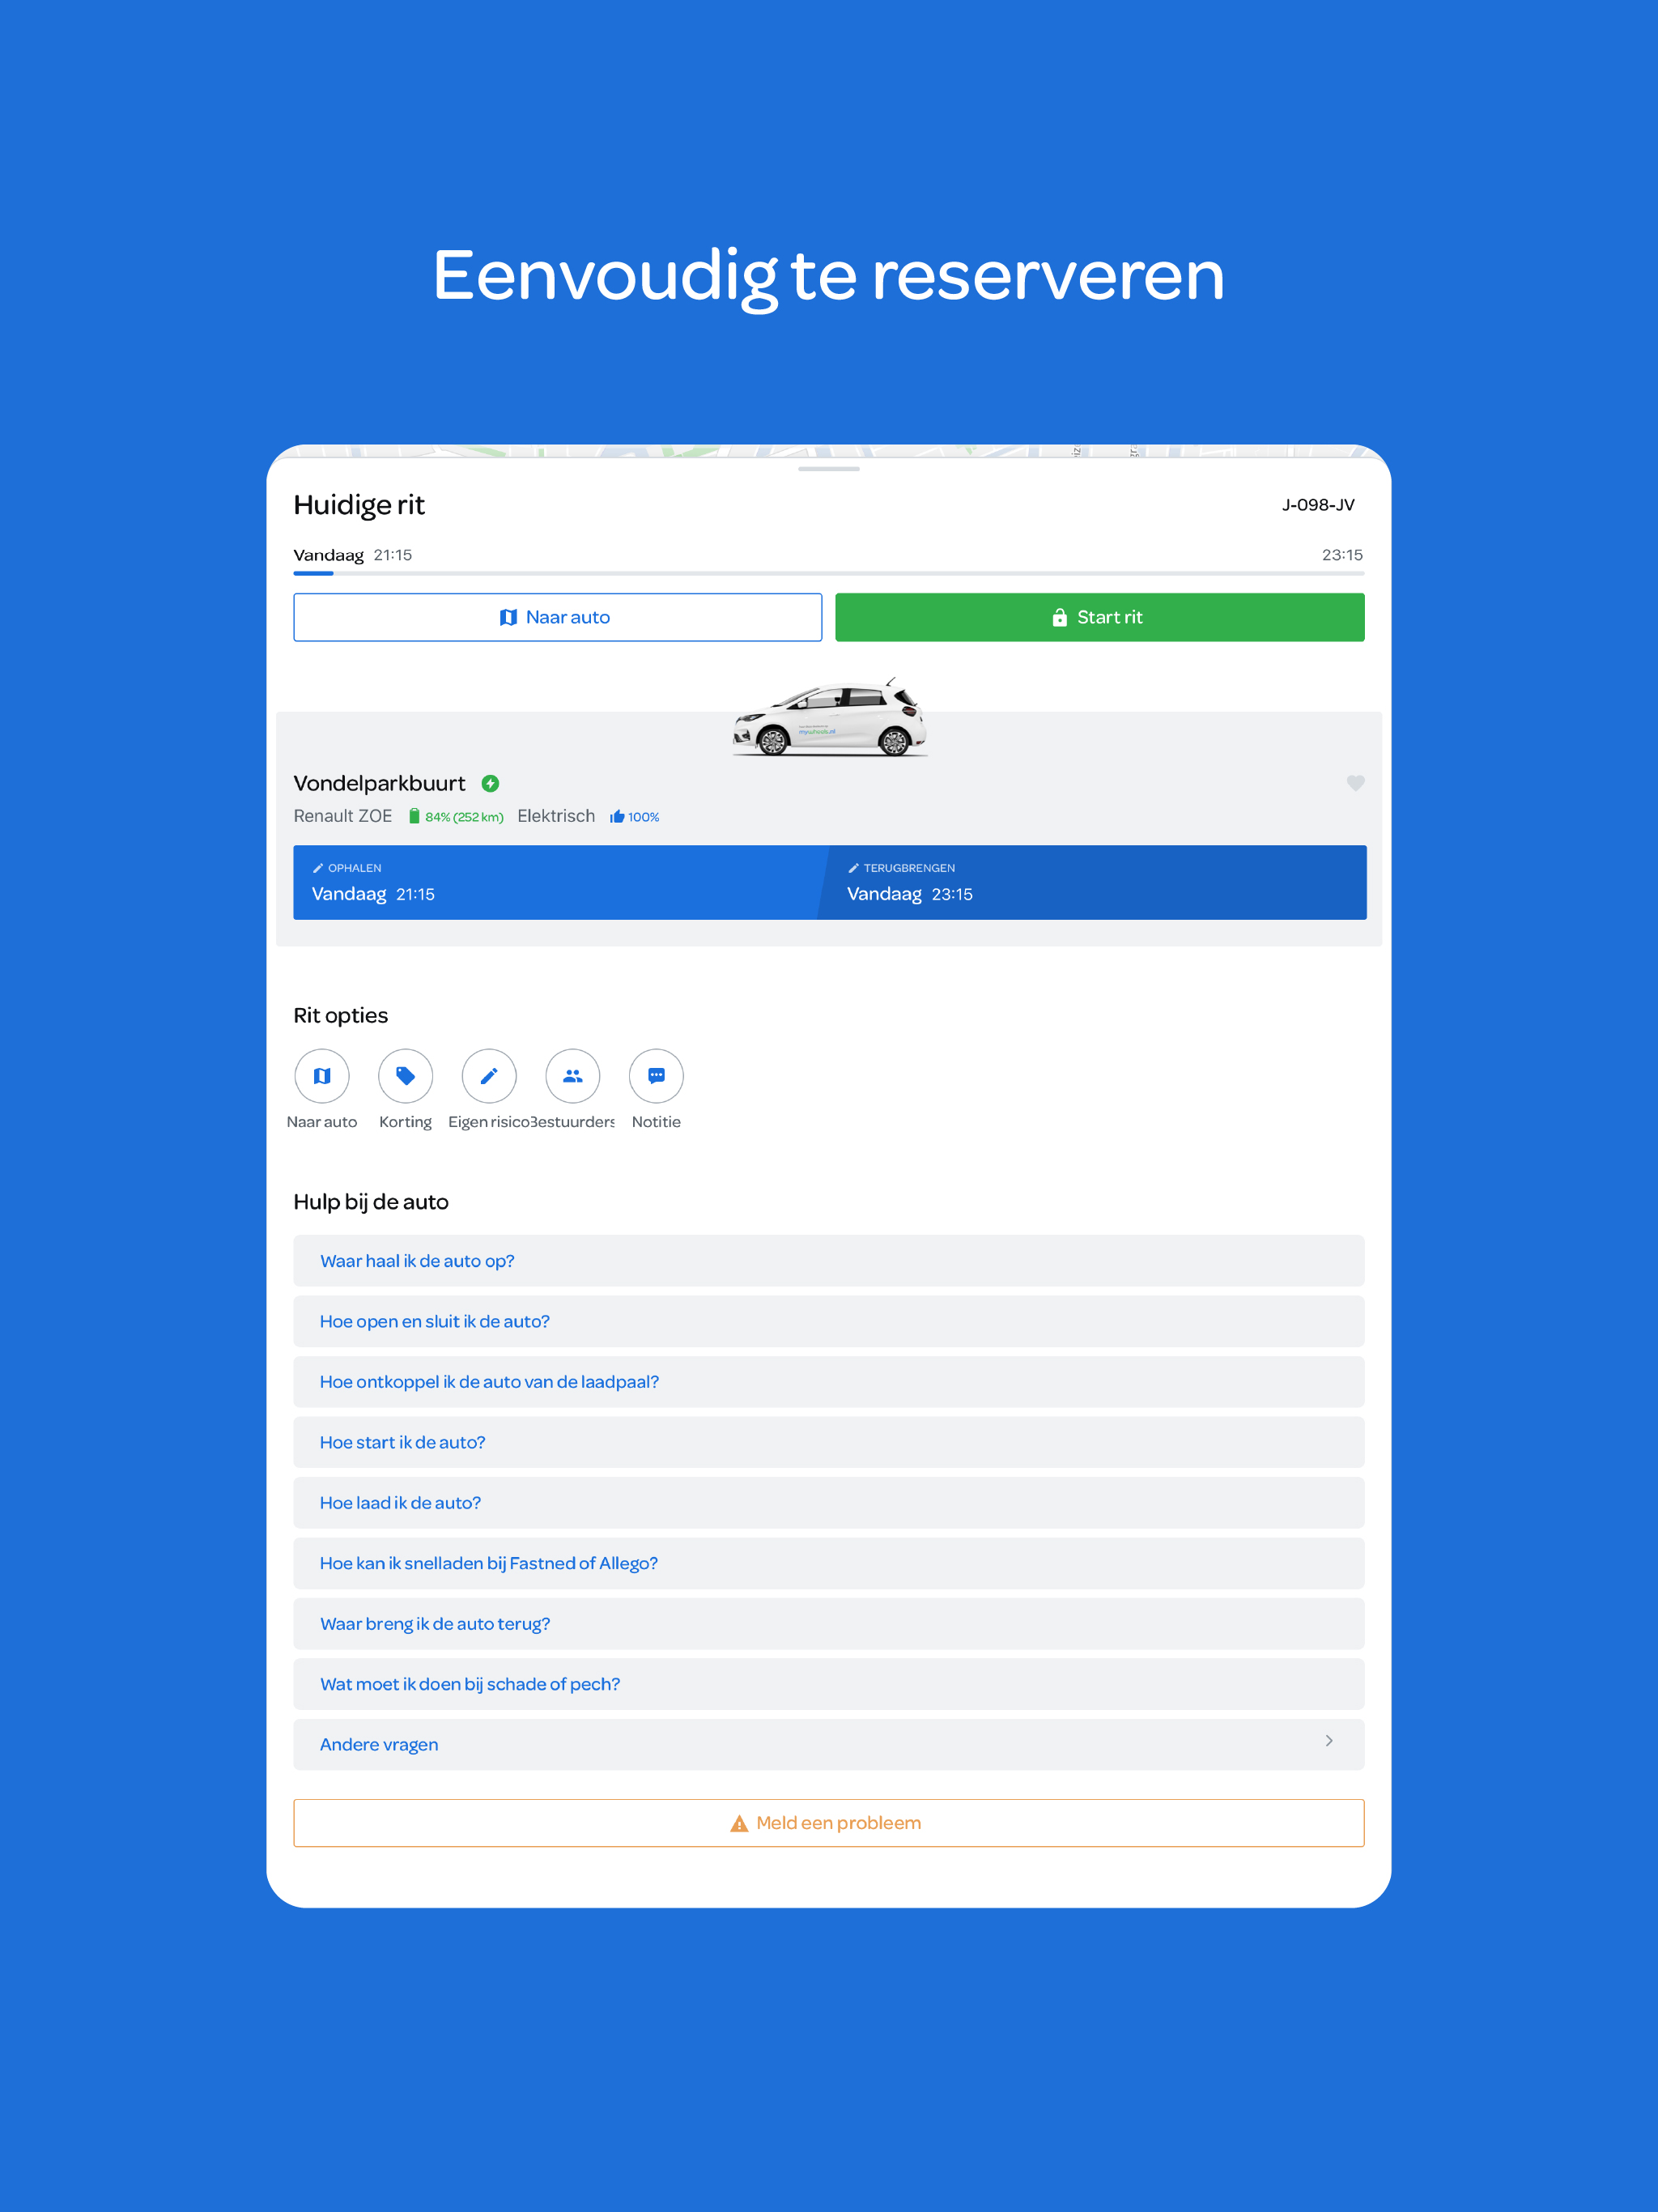 Eenvoudig te reserveren
Huidige rit
J-098-JV
Vandaag 21:15
23:15
Naar auto
Start rit
mywheels.nl
Vondelparkbuurt
Renault ZOE 84% (252 km) Elektrisch 100%
OPHALEN
Vandaag 21:15
TERUGBRENGEN
Vandaag 23:15
Rit opties
Naar auto
Korting
Eigen risico
Bestuurders
Notitie
Hulp bij de auto
Waar haal ik de auto op?
Hoe open en sluit ik de auto?
Hoe ontkoppel ik de auto van de laadpaal?
Hoe start ik de auto?
Hoe laad ik de auto?
Hoe kan ik snelladen bij Fastned of Allego?
Waar breng ik de auto terug?
Wat moet ik doen bij schade of pech?
Andere vragen
Meld een probleem